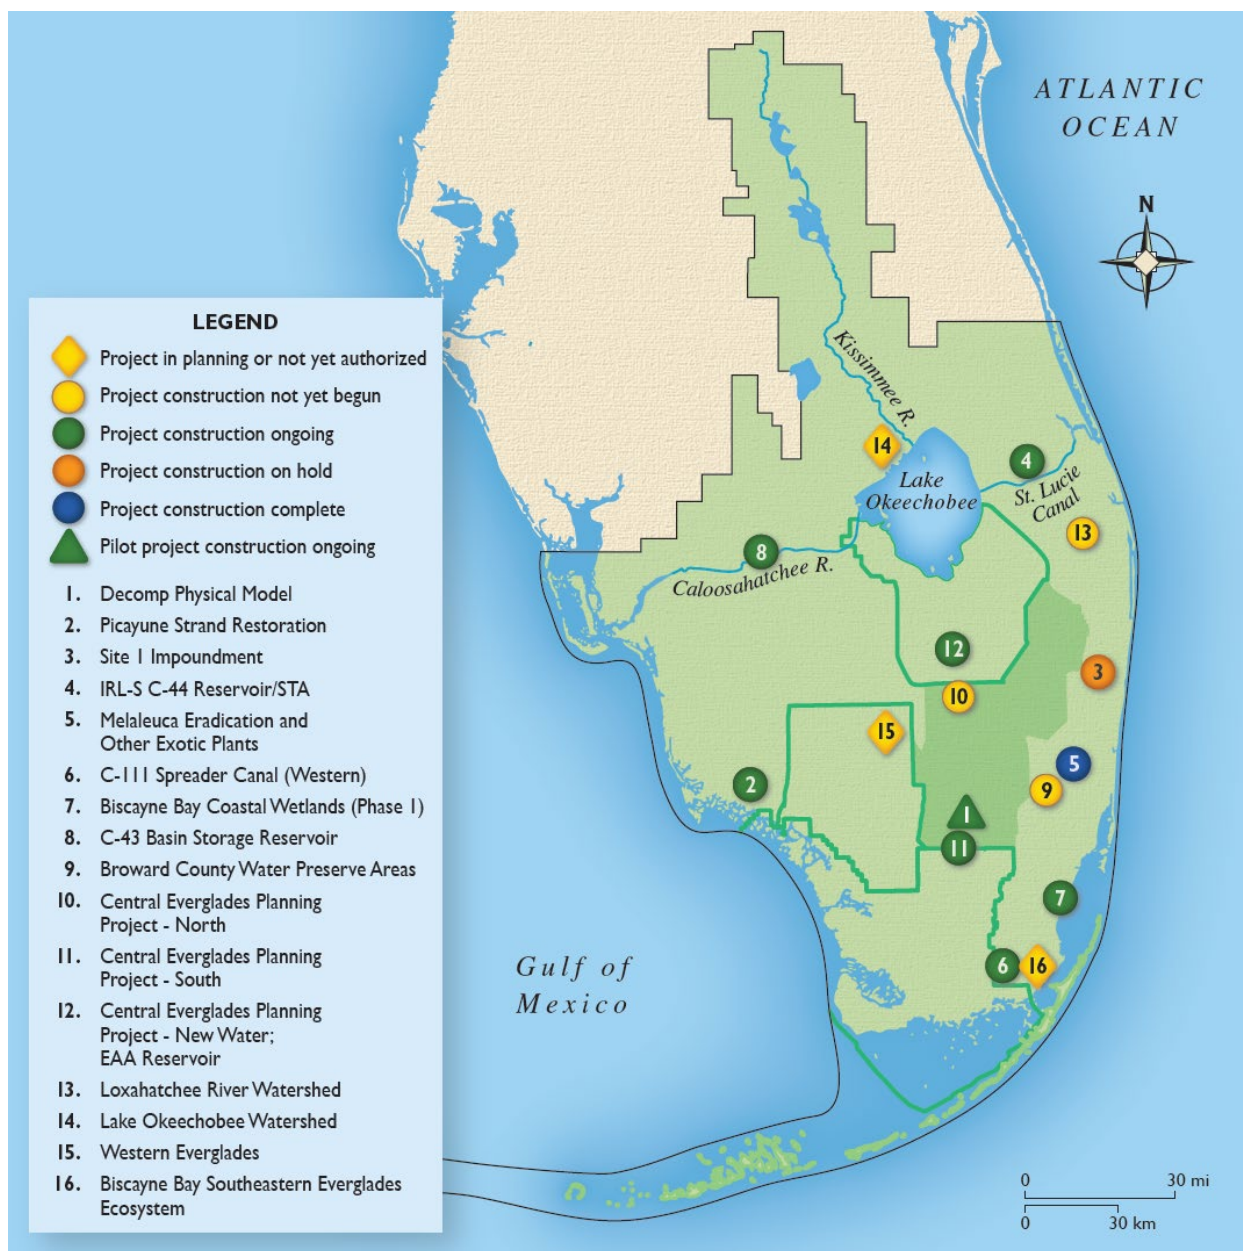 ATLANTIC
OCEAN
N
LEGEND
Project in planning or not yet authorized
Project construction not yet begun
Project construction ongoing
Project construction on hold
Project construction complete
Pilot project construction ongoing
1. Decomp Physical Model
2. Picayune Strand Restoration
3. Site 1 Impoundment
4. IRL-S C-44 Reservoir/STA
5. Melaleuca Eradication and
Other Exotic Plants
6. C-111 Spreader Canal (Western)
7. Biscayne Bay Coastal Wetlands (Phase 1)
8. C-43 Basin Storage Reservoir
9. Broward County Water Preserve Areas
10. Central Everglades Planning
Project - North
11. Central Everglades Planning
Project - South
12. Central Everglades Planning
Project - New Water;
EAA Reservoir
13. Loxahatchee River Watershed
14. Lake Okeechobee Watershed
15. Western Everglades
16. Biscayne Bay Southeastern Everglades
Ecosystem
Kissimmee R.
14
4
Lake
Okeechobee
St. Lucie
Canal
13
8
Caloosahatchee R.
12
3
10
15
5
2
9
1
11
7
6
16
Gulf of
Mexico
0 30 mi
0 30 km